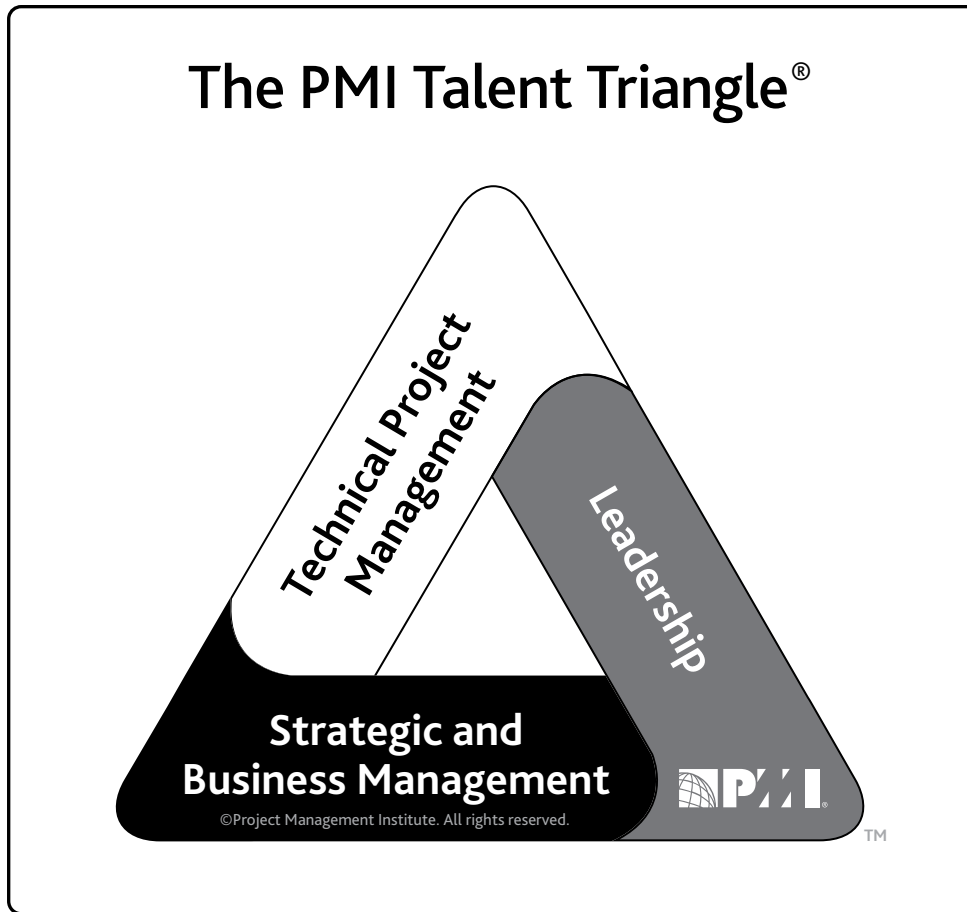 The PMI Talent Triangle®
Technical Project
Management
Leadership
Strategic and
Business Management
©Project Management Institute. All rights reserved.
PMI®
TM